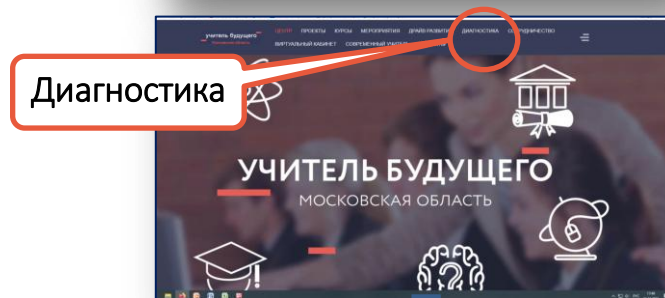 учитель будущего
Московская область
ЦЕНТР ПРОЕКТЫ КУРСЫ МЕРОПРИЯТИЯ ДРАЙВ РАЗВИТИЯ ДИАГНОСТИКА СОТРУДНИЧЕСТВО
ВИРТУАЛЬНЫЙ КАБИНЕТ СОВРЕМЕННЫЙ
Диагностика
УЧИТЕЛЬ БУДУЩЕГО
МОСКОВСКАЯ ОБЛАСТЬ